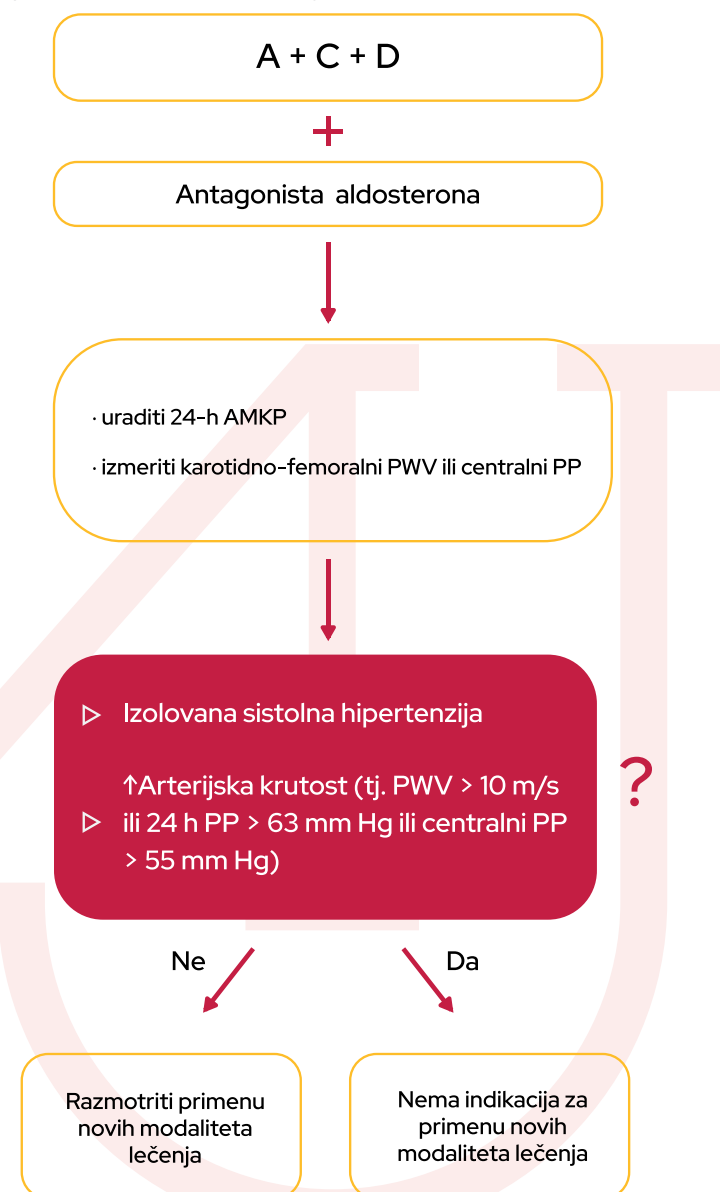 A + C + D
+
Antagonista aldosterona
· uraditi 24-h AMKP
· izmeriti karotidno-femoralni PWV ili centralni PP
Izolovana sistolna hipertenzija
↑Arterijska krutost (tj. PWV > 10 m/s
ili 24 h PP > 63 mm Hg ili centralni PP
> 55 mm Hg)
?
Ne
Da
Razmotriti primenu
novih modaliteta
lečenja
Nema indikacija za
primenu novih
modaliteta lečenja